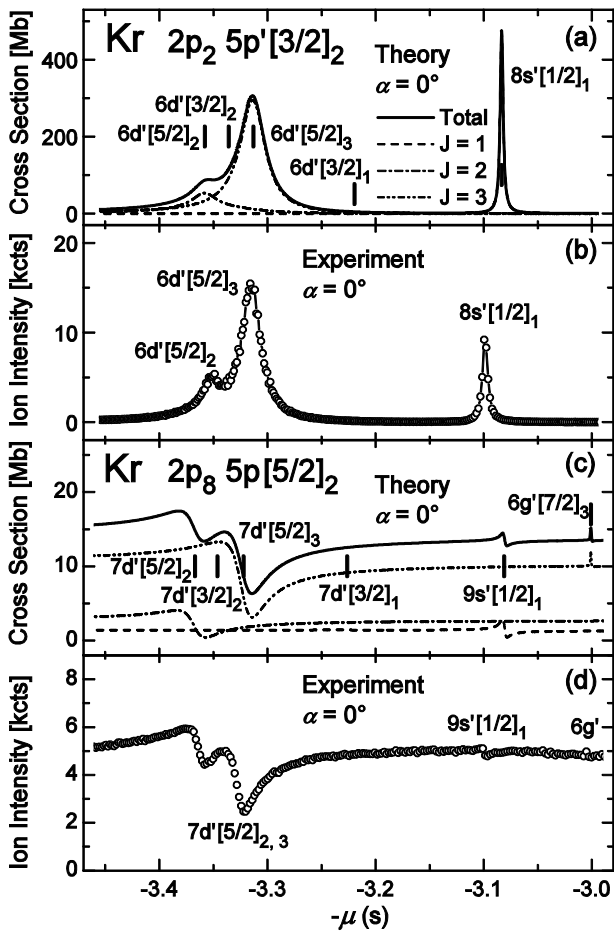 Kr 2p₂ 5p'[3/2]₂
(a)
Theory
α = 0°
Total
J = 1
J = 2
J = 3
6d'[3/2]₂
6d'[5/2]₂
6d'[5/2]₃
6d'[3/2]₁
8s'[1/2]₁
Cross Section [Mb]
400
200
0
(b)
Experiment
α = 0°
6d'[5/2]₃
6d'[5/2]₂
8s'[1/2]₁
Ion Intensity [kcts]
20
15
10
5
0
Kr 2p₈ 5p[5/2]₂
(c)
Theory
α = 0°
7d'[5/2]₃
6g'[7/2]₃
7d'[5/2]₂
7d'[3/2]₂
7d'[3/2]₁
9s'[1/2]₁
Cross Section [Mb]
20
10
0
(d)
Experiment
α = 0°
9s'[1/2]₁
6g'
7d'[5/2]₂, ₃
Ion Intensity [kcts]
8
6
4
2
0
-3.4 -3.3 -3.2 -3.1 -3.0
-μ (s)